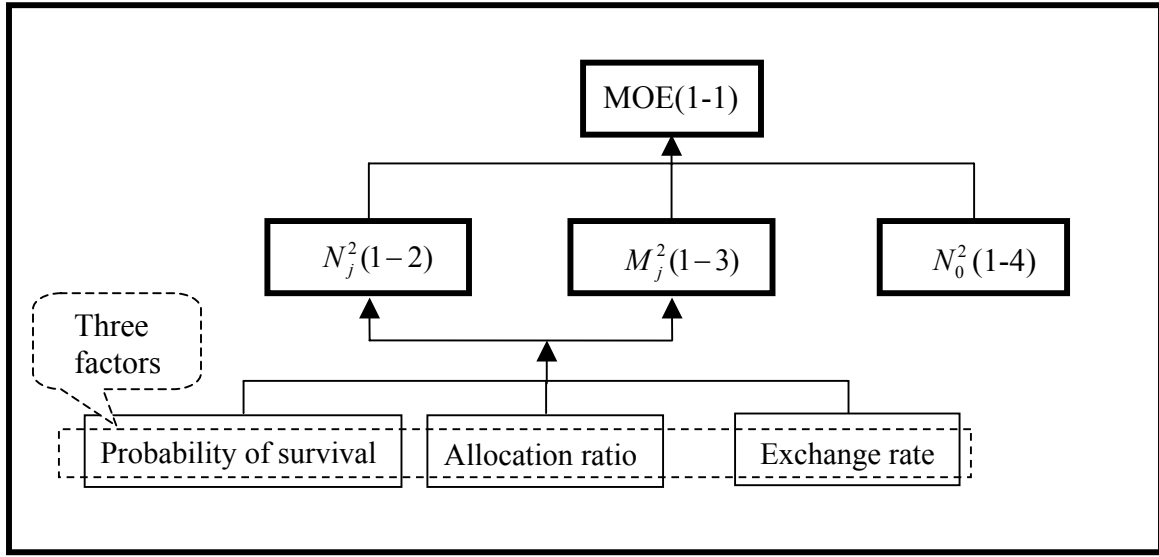 MOE(1-1)
N_j^2(1−2)
M_j^2(1−3)
N_0^2(1-4)
Three
factors
Probability of survival
Allocation ratio
Exchange rate